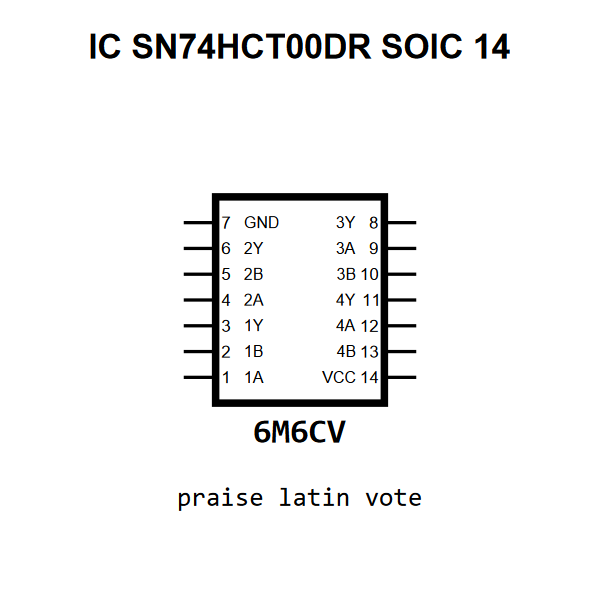 IC SN74HCT00DR SOIC 14
7 GND 3Y 8
6 2Y 3A 9
5 2B 3B 10
4 2A 4Y 11
3 1Y 4A 12
2 1B 4B 13
1 1A VCC 14
6M6CV
praise latin vote